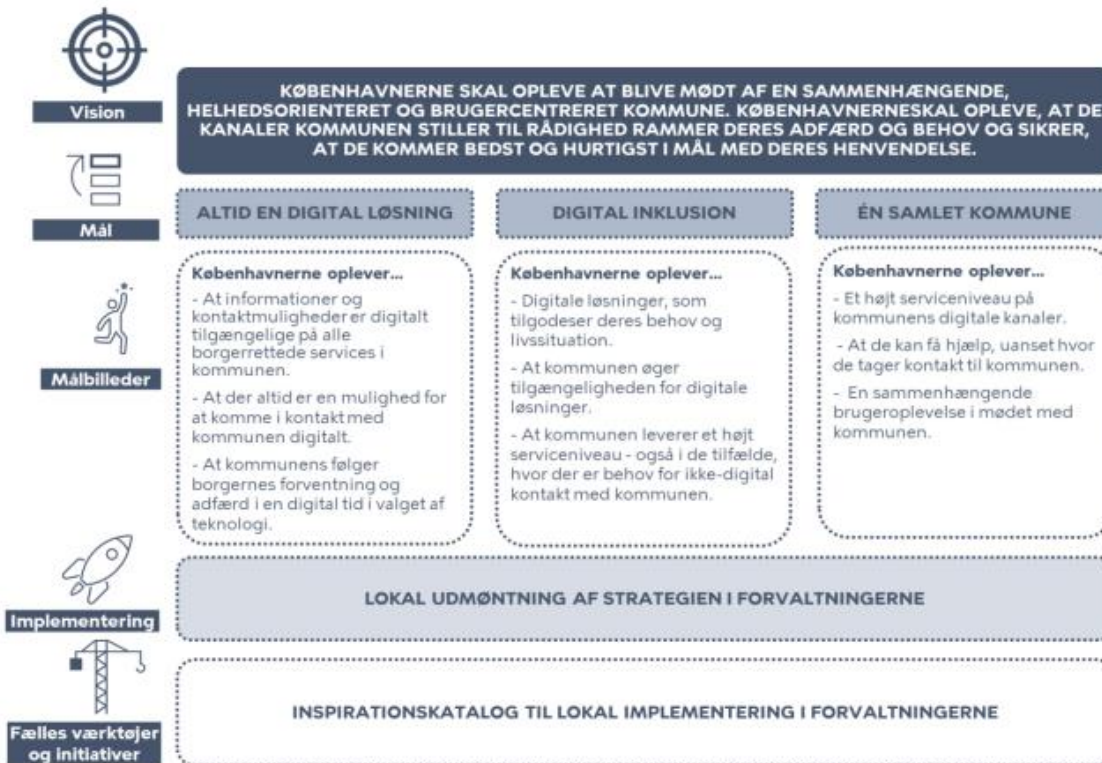 Vision
KØBENHAVNERNE SKAL OPLEVE AT BLIVE MØDT AF EN SAMMENHÆNGENDE,
HELHEDSORIENTERET OG BRUGERCENTRERET KOMMUNE. KØBENHAVNERNESKAL OPLEVE, AT DE
KANALER KOMMUNEN STILLER TIL RÅDIGHED RAMMER DERES ADFÆRD OG BEHOV OG SIKRER,
AT DE KOMMER BEDST OG HURTIGST I MÅL MED DERES HENVENDELSE.
Mål
ALTID EN DIGITAL LØSNING
DIGITAL INKLUSION
ÉN SAMLET KOMMUNE
Målbilleder
Københavnerne oplever...
- At informationer og
kontaktmuligheder er digitalt
tilgængelige på alle
borgerrettede services i
kommunen.
- At der altid er en mulighed for
at komme i kontakt med
kommunen digitalt.
- At kommunens følger
borgernes forventning og
adfærd i en digital tid i valget af
teknologi.
Københavnerne oplever...
- Digitale løsninger, som
tilgodeser deres behov og
livssituation.
- At kommunen øger
tilgængeligheden for digitale
løsninger.
- At kommunen leverer et højt
serviceniveau - også i de tilfælde,
hvor der er behov for ikke-digital
kontakt med kommunen.
Københavnerne oplever...
- Et højt serviceniveau på
kommunens digitale kanaler.
- At de kan få hjælp, uanset hvor
de tager kontakt til kommunen.
- En sammenhængende
brugeroplevelse i mødet med
kommunen.
Implementering
LOKAL UDMØNTNING AF STRATEGIEN I FORVALTNINGERNE
Fælles værktøjer
og initiativer
INSPIRATIONSKATALOG TIL LOKAL IMPLEMENTERING I FORVALTNINGERNE